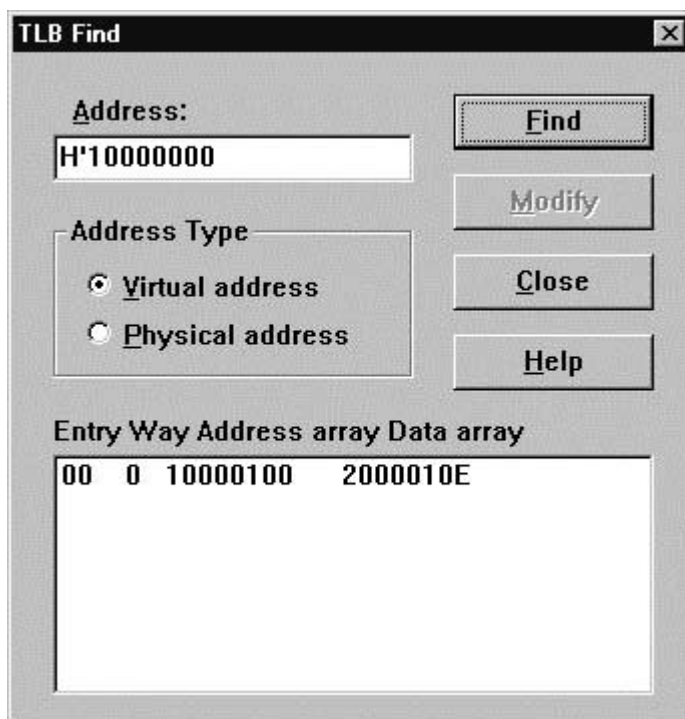 TLB Find
Address:
H'10000000
Find
Modify
Address Type
Virtual address
Physical address
Close
Help
Entry Way Address array Data array
00 0 10000100 2000010E